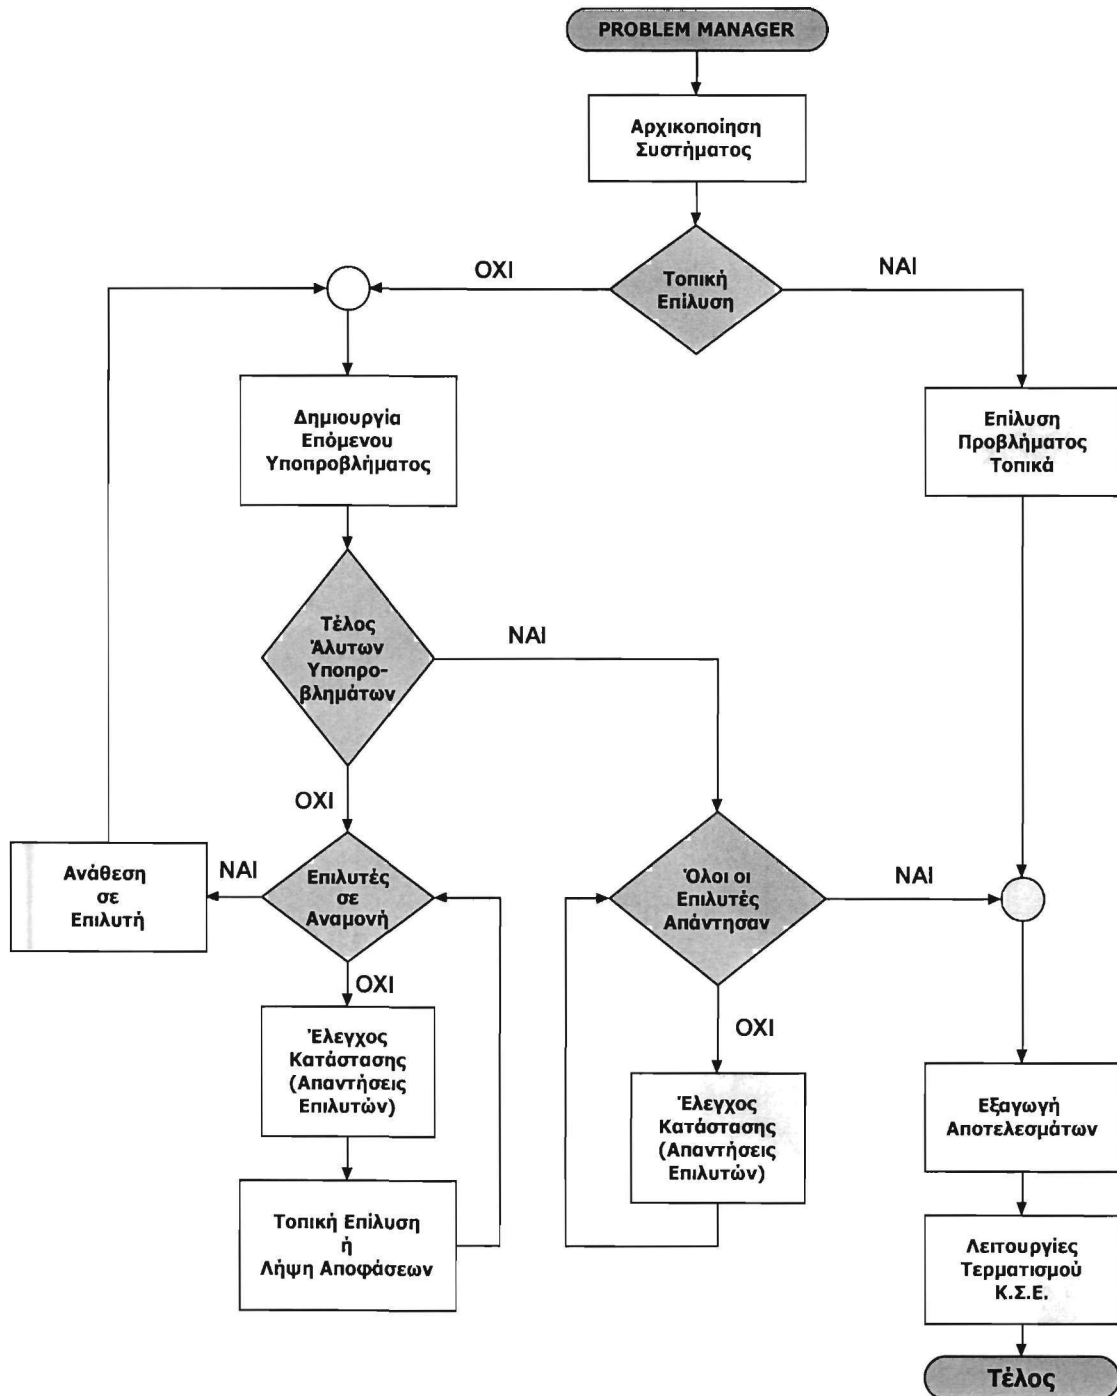 PROBLEM MANAGER
Αρχικοποίηση
Συστήματος
Τοπική
Επίλυση
ΟΧΙ
ΝΑΙ
Δημιουργία
Επόμενου
Υποπροβλήματος
Επίλυση
Προβλήματος
Τοπικά
Τέλος
Άλυτων
Υποπρο-
βλημάτων
ΝΑΙ
ΟΧΙ
Ανάθεση
σε
Επιλυτή
ΝΑΙ
Επιλυτές
σε
Αναμονή
Όλοι οι
Επιλυτές
Απάντησαν
ΝΑΙ
ΟΧΙ
Έλεγχος
Κατάστασης
(Απαντήσεις
Επιλυτών)
ΟΧΙ
Έλεγχος
Κατάστασης
(Απαντήσεις
Επιλυτών)
Εξαγωγή
Αποτελεσμάτων
Τοπική Επίλυση
ή
Λήψη Αποφάσεων
Λειτουργίες
Τερματισμού
Κ.Σ.Ε.
Τέλος